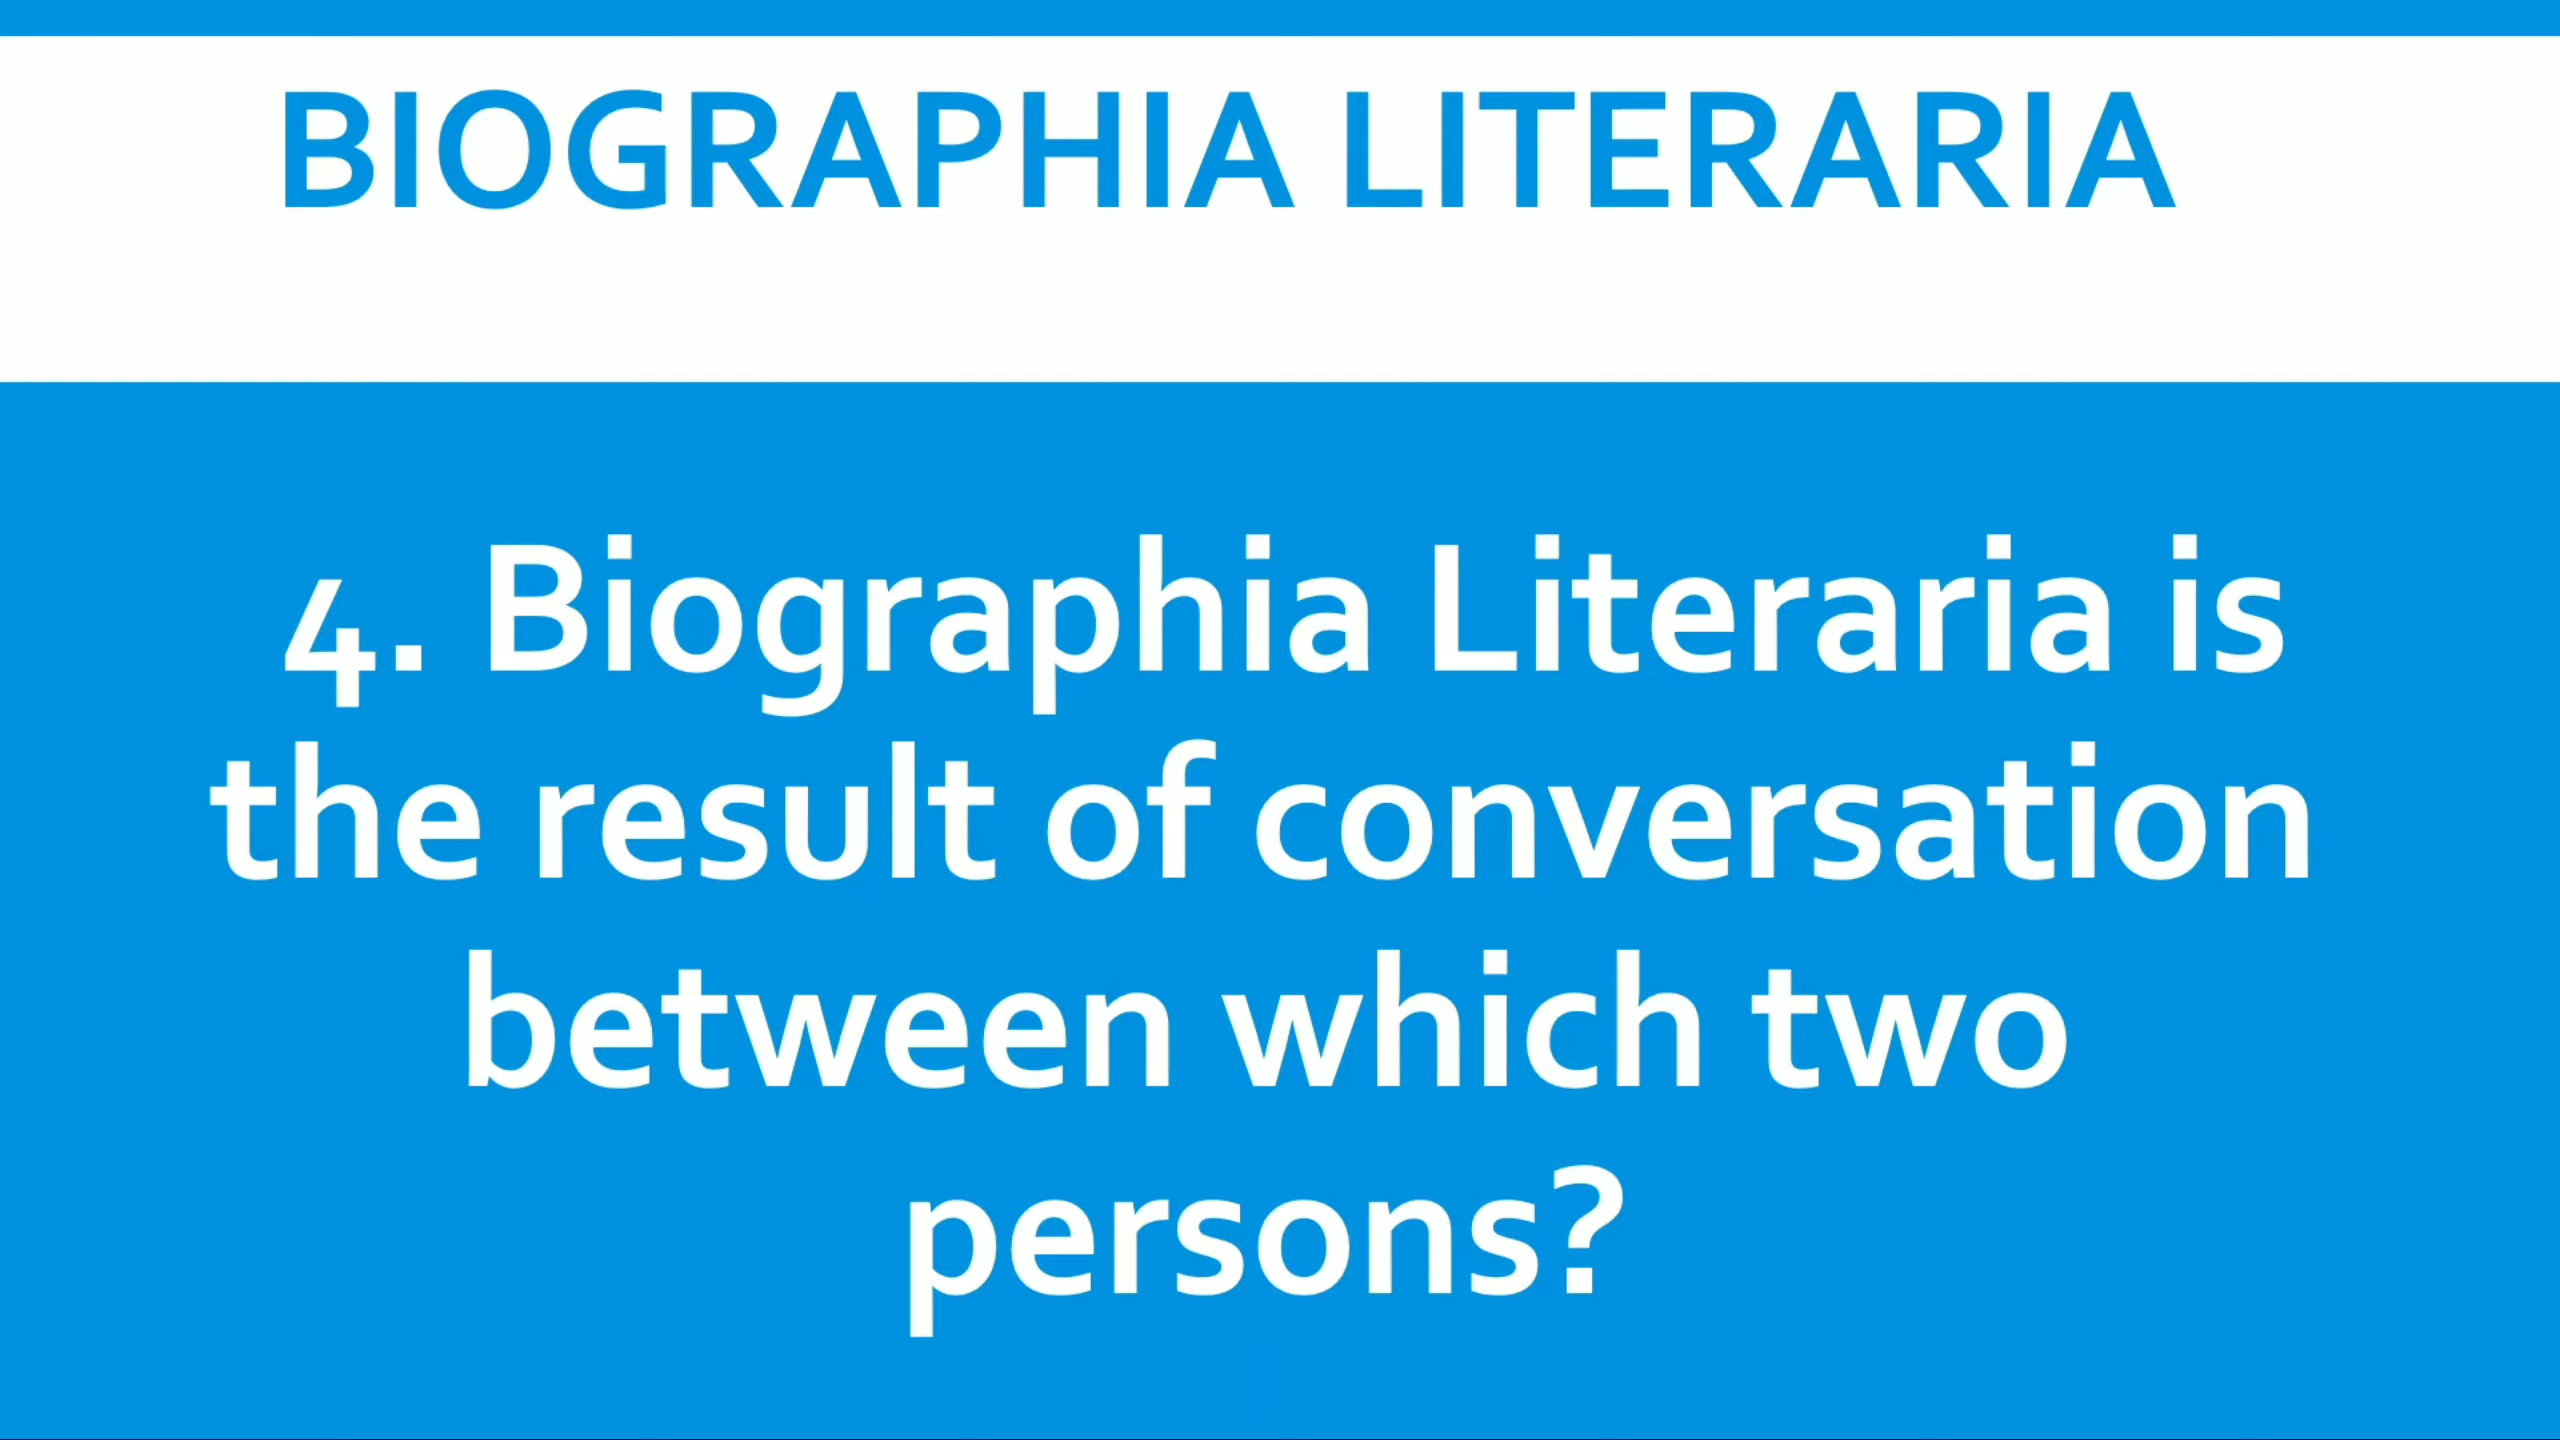 BIOGRAPHIA LITERARIA
4. Biographia Literaria is
the result of conversation
between which two
persons?